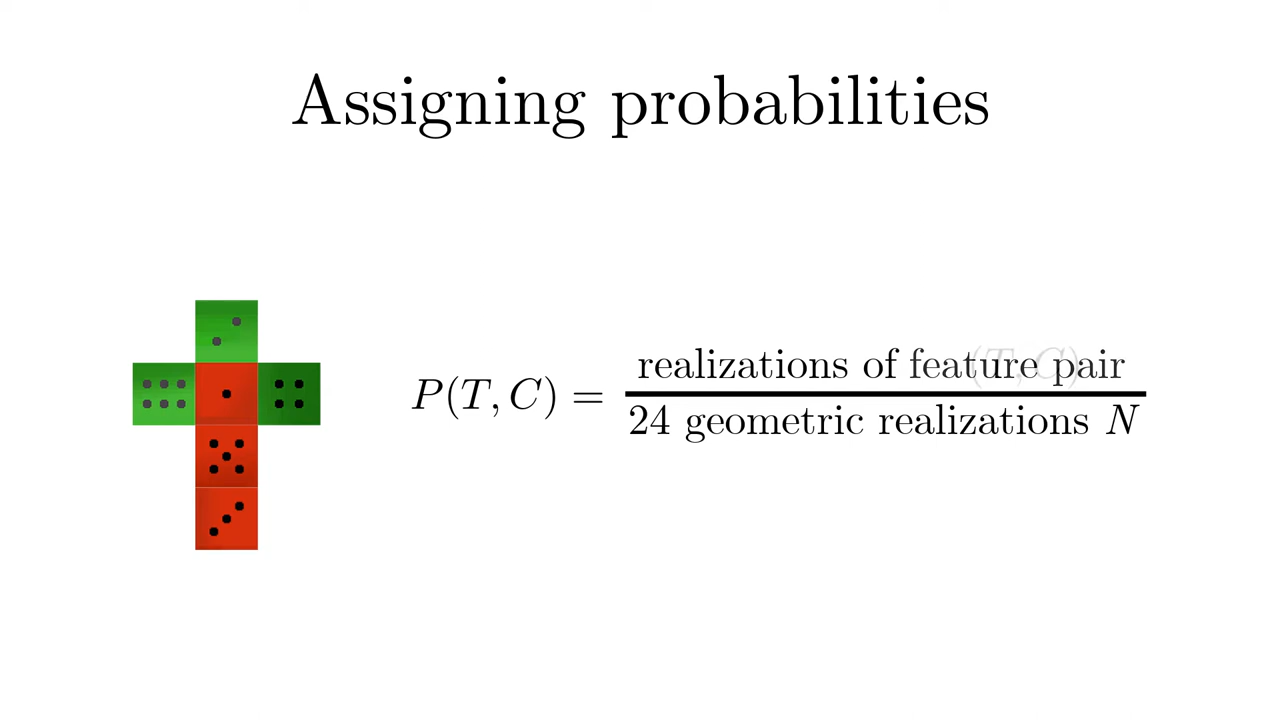 Assigning probabilities
P(T, C) = realizations of feature pair
(T, C)
24 geometric realizations N